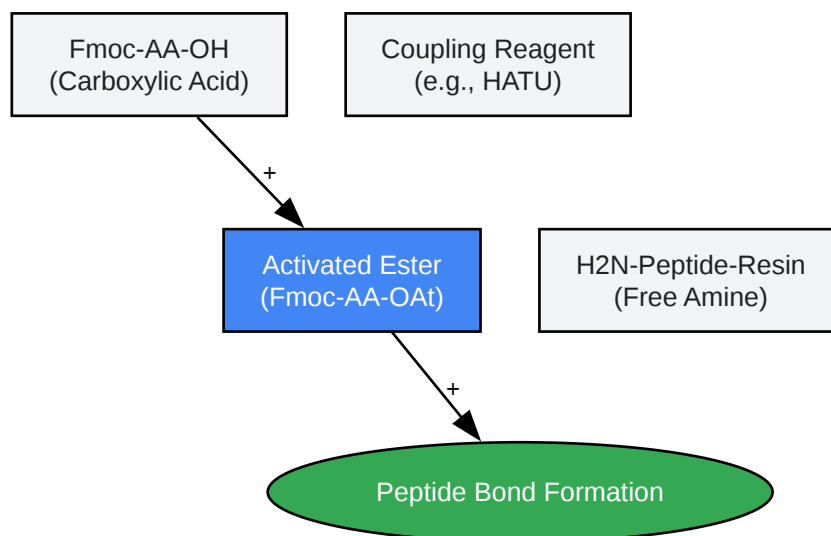 Fmoc-AA-OH
(Carboxylic Acid)
Coupling Reagent
(e.g., HATU)
+
Activated Ester
(Fmoc-AA-OAt)
H2N-Peptide-Resin
(Free Amine)
+
Peptide Bond Formation